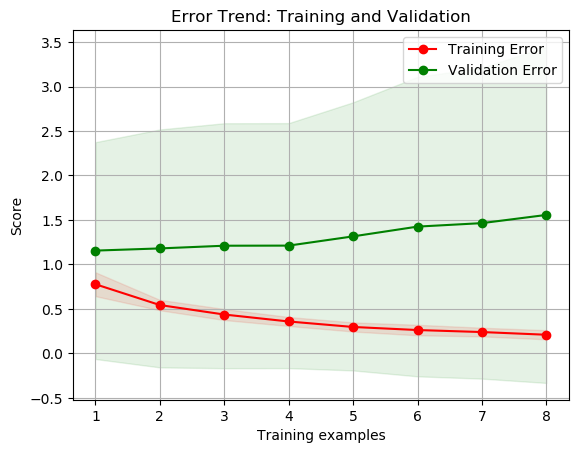 Error Trend: Training and Validation
Training Error
Validation Error
Score
3.5
3.0
2.5
2.0
1.5
1.0
0.5
0.0
−0.5
1 2 3 4 5 6 7 8
Training examples